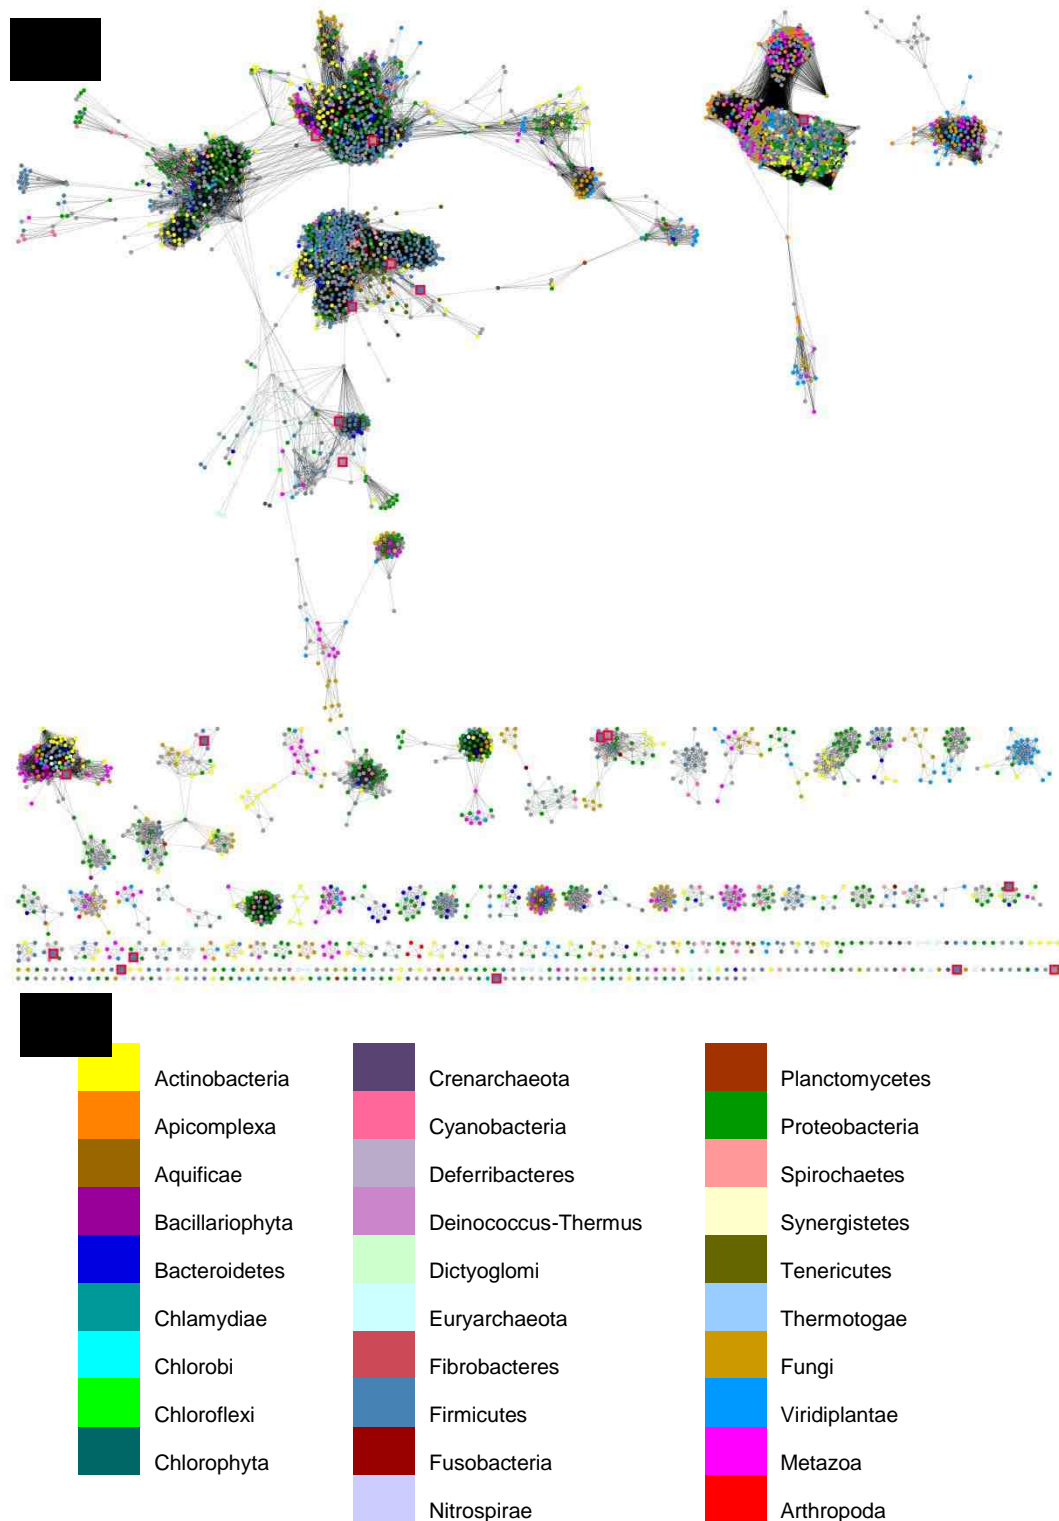 Actinobacteria
Apicomplexa
Aquificae
Bacillariophyta
Bacteroidetes
Chlamydiae
Chlorobi
Chloroflexi
Chlorophyta
Crenarchaeota
Cyanobacteria
Deferribacteres
Deinococcus-Thermus
Dictyoglomi
Euryarchaeota
Fibrobacteres
Firmicutes
Fusobacteria
Nitrospirae
Planctomycetes
Proteobacteria
Spirochaetes
Synergistetes
Tenericutes
Thermotogae
Fungi
Viridiplantae
Metazoa
Arthropoda